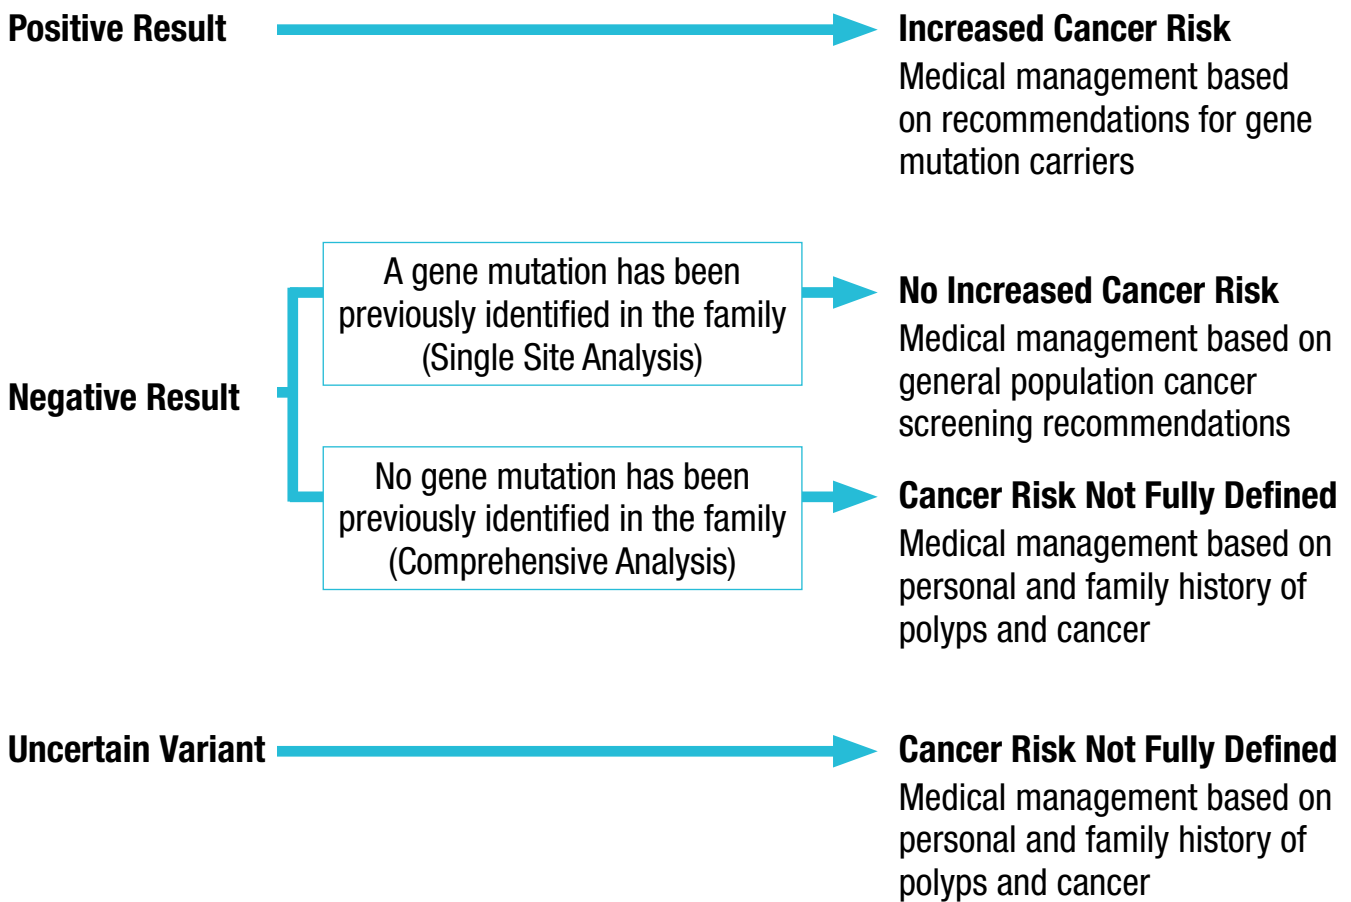 Positive Result
Increased Cancer Risk
Medical management based
on recommendations for gene
mutation carriers
Negative Result
A gene mutation has been
previously identified in the family
(Single Site Analysis)
No Increased Cancer Risk
Medical management based on
general population cancer
screening recommendations
No gene mutation has been
previously identified in the family
(Comprehensive Analysis)
Cancer Risk Not Fully Defined
Medical management based on
personal and family history of
polyps and cancer
Uncertain Variant
Cancer Risk Not Fully Defined
Medical management based on
personal and family history of
polyps and cancer